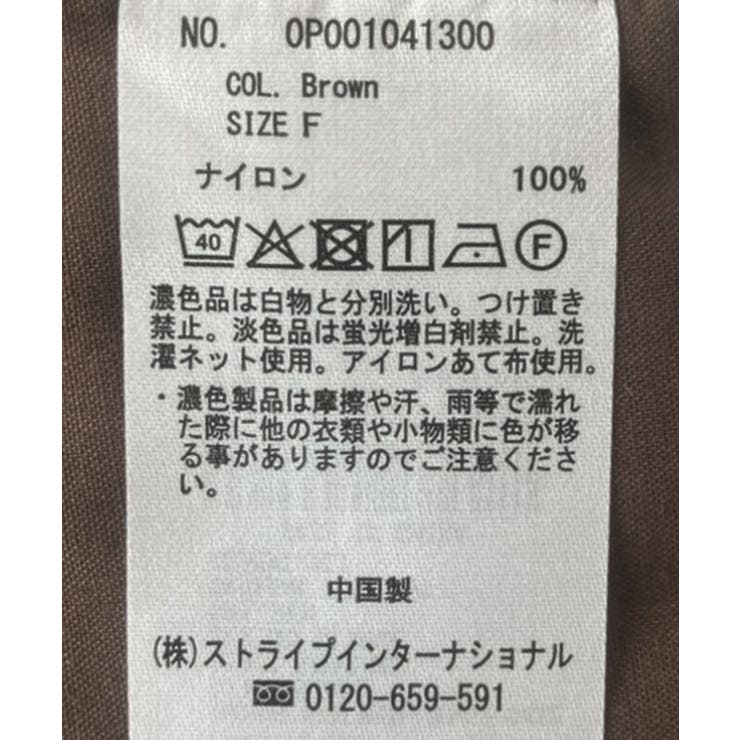 NO. OP001041300
COL. Brown
SIZE F
ナイロン 100%
40 F
濃色品は白物と分別洗い。つけ置き
禁止。淡色品は蛍光増白剤禁止。洗
濯ネット使用。アイロンあて布使用。
・濃色製品は摩擦や汗、雨等で濡れ
た際に他の衣類や小物類に色が移
る事がありますのでご注意くださ
い。
中国製
(株)ストライプインターナショナル
0120-659-591